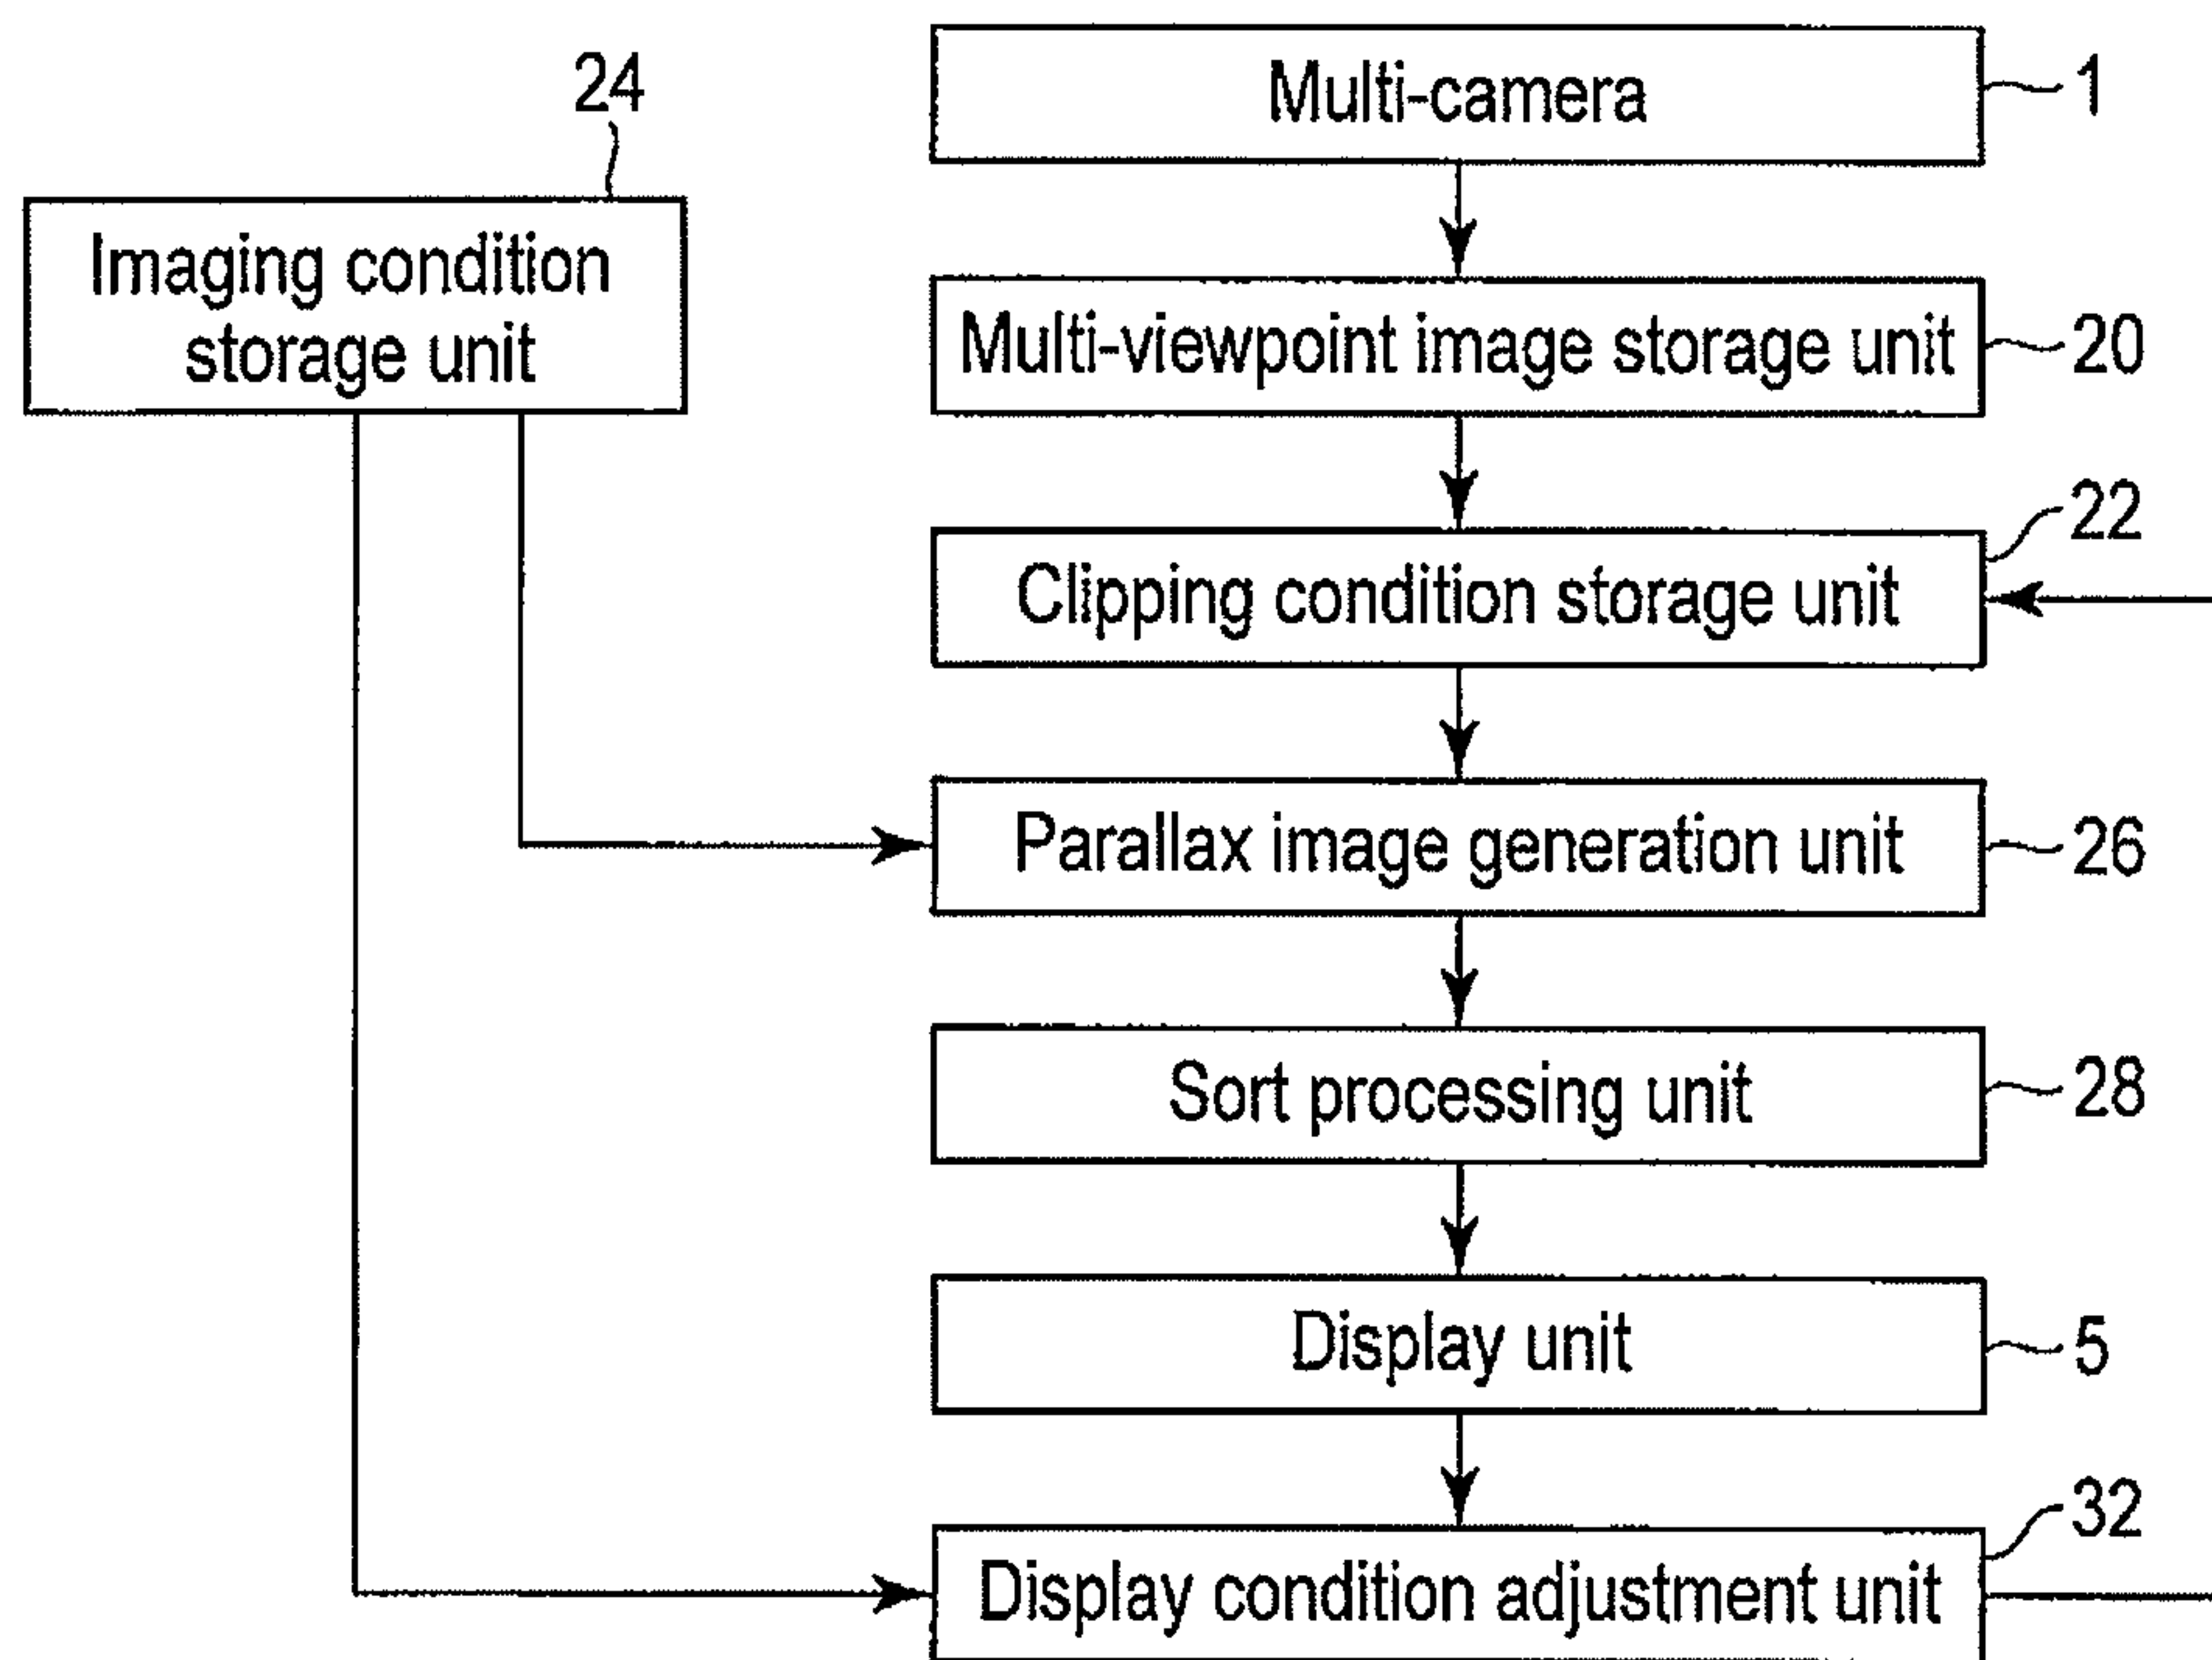 24
Multi-camera
1
Imaging condition
storage unit
Multi-viewpoint image storage unit
20
22
Clipping condition storage unit
Parallax image generation unit
26
Sort processing unit
28
Display unit
5
32
Display condition adjustment unit